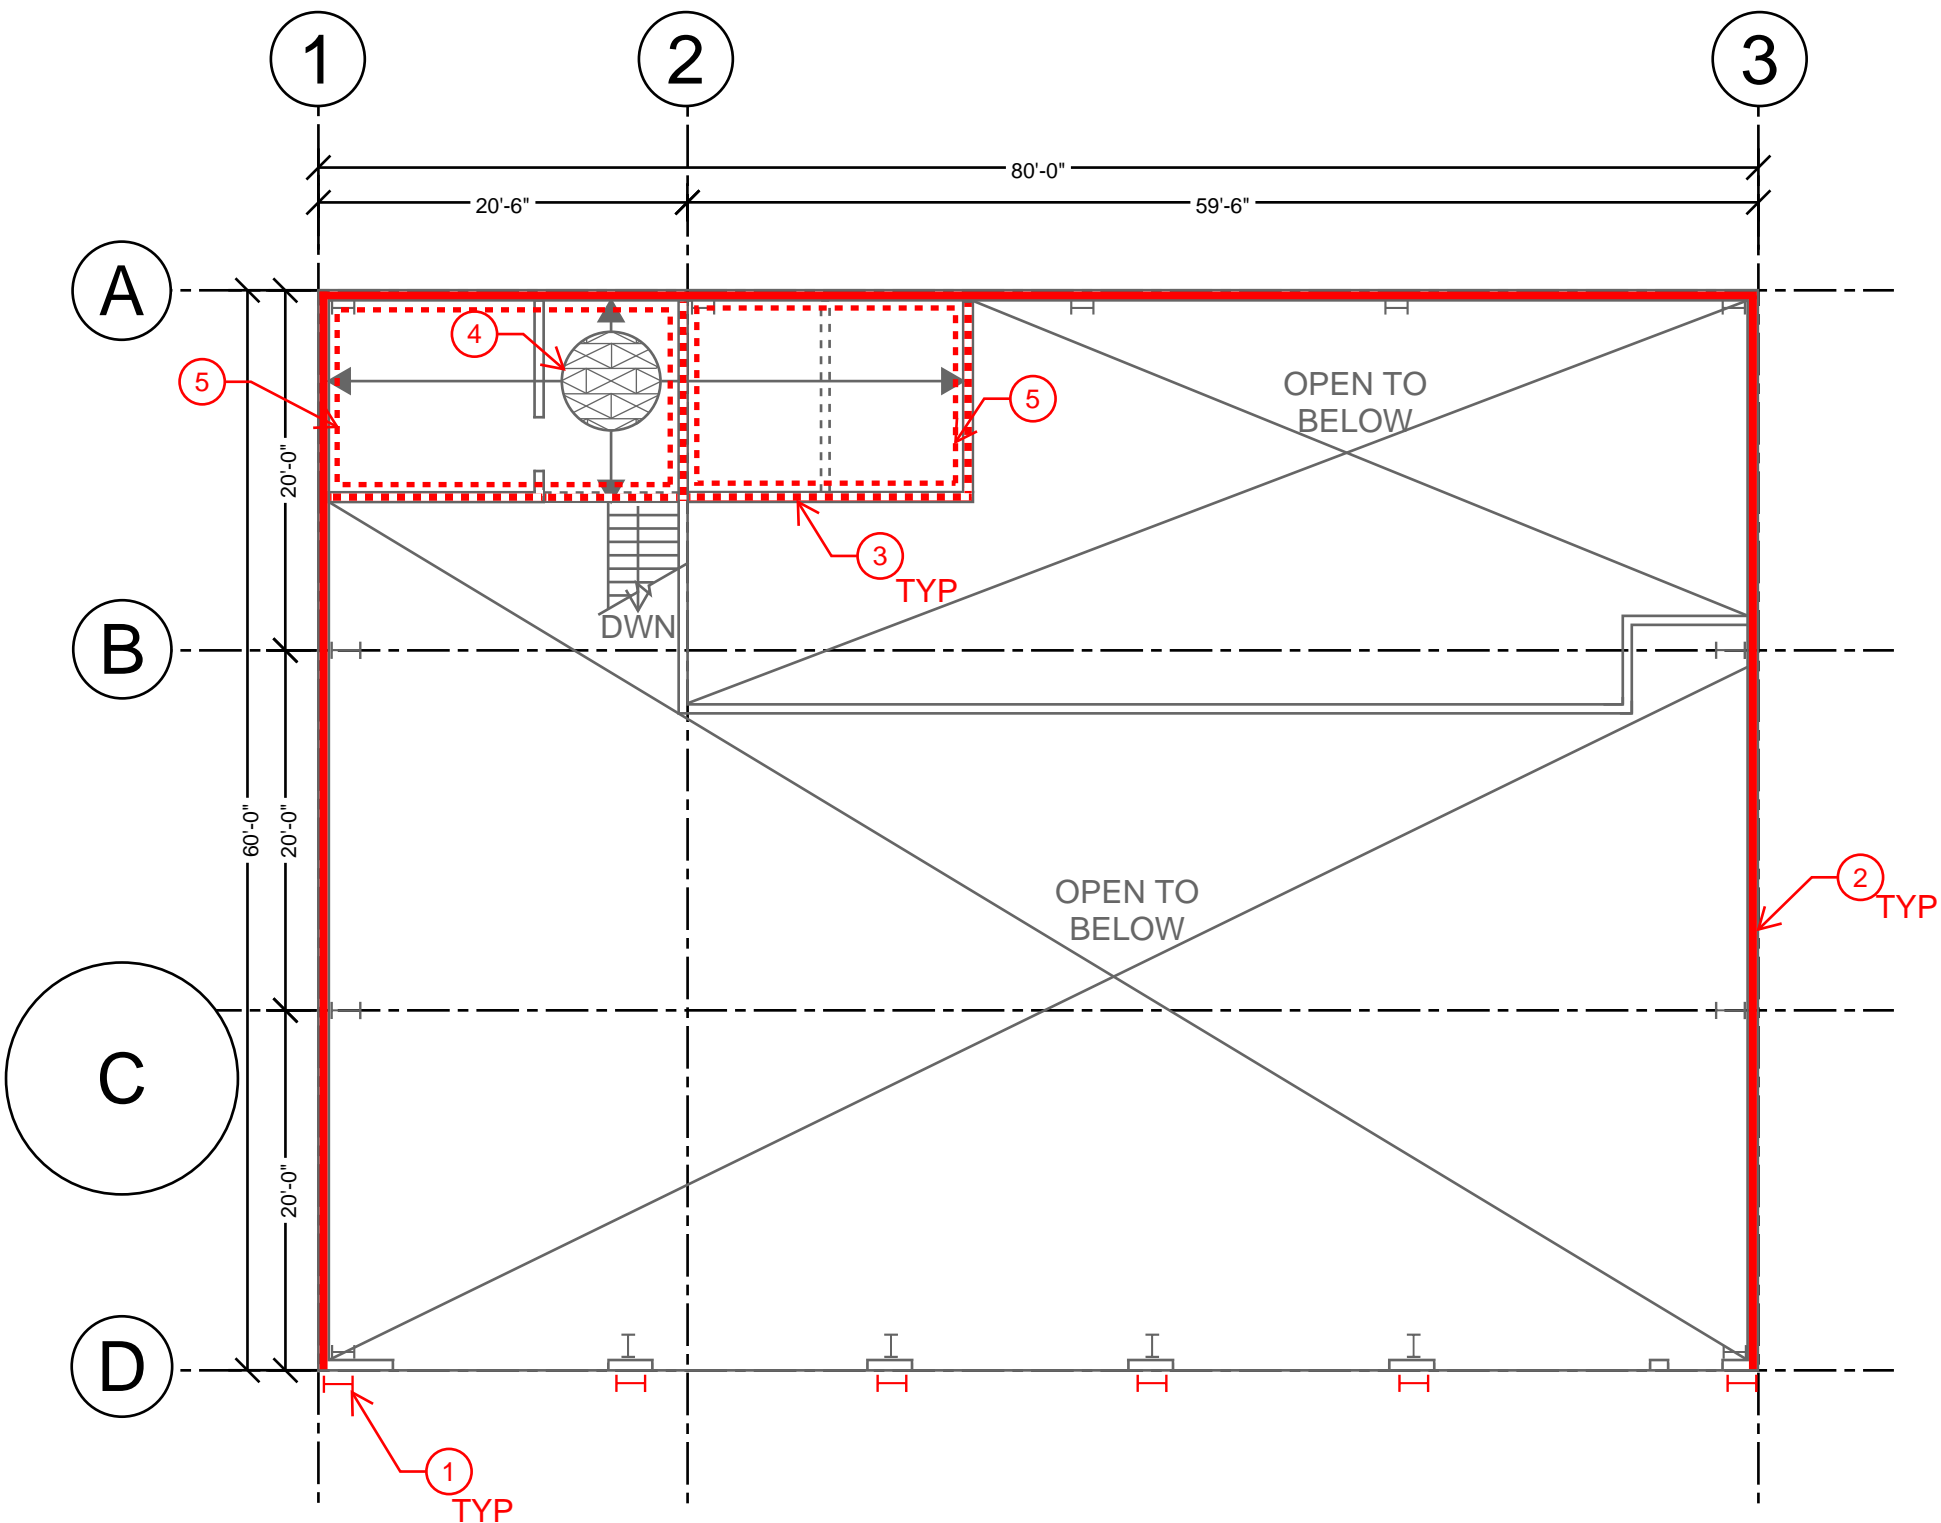 1
2
3
80'-0"
20'-6"
59'-6"
A
4
5
5
OPEN TO
BELOW
20'-0"
3
TYP
DWN
B
60'-0"
20'-0"
OPEN TO
BELOW
2
TYP
C
20'-0"
D
1
TYP